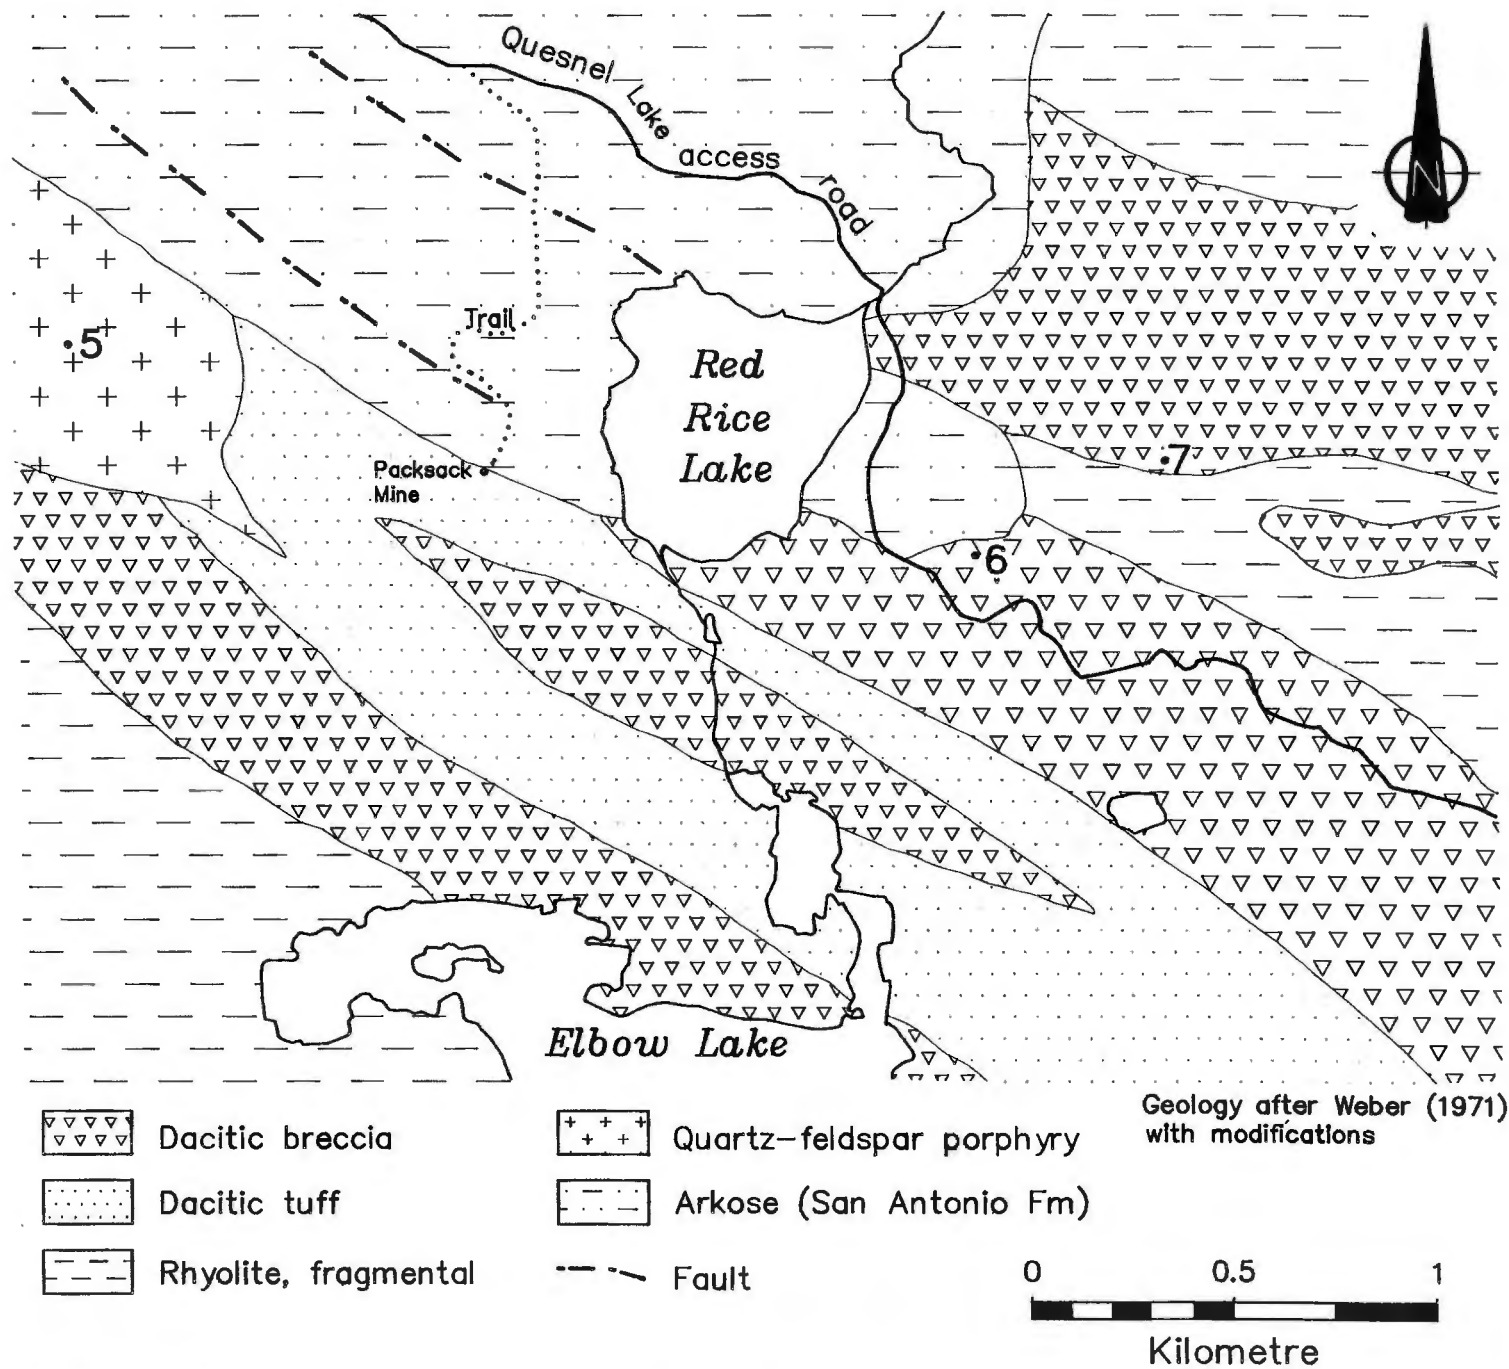 Quesnel Lake access road
N
5
Trail
Red
Rice
Lake
Packsack
Mine
7
6
Elbow Lake
Geology after Weber (1971)
with modifications
Dacitic breccia
Quartz-feldspar porphyry
Dacitic tuff
Arkose (San Antonio Fm)
Rhyolite, fragmental
Fault
0 0.5 1
Kilometre